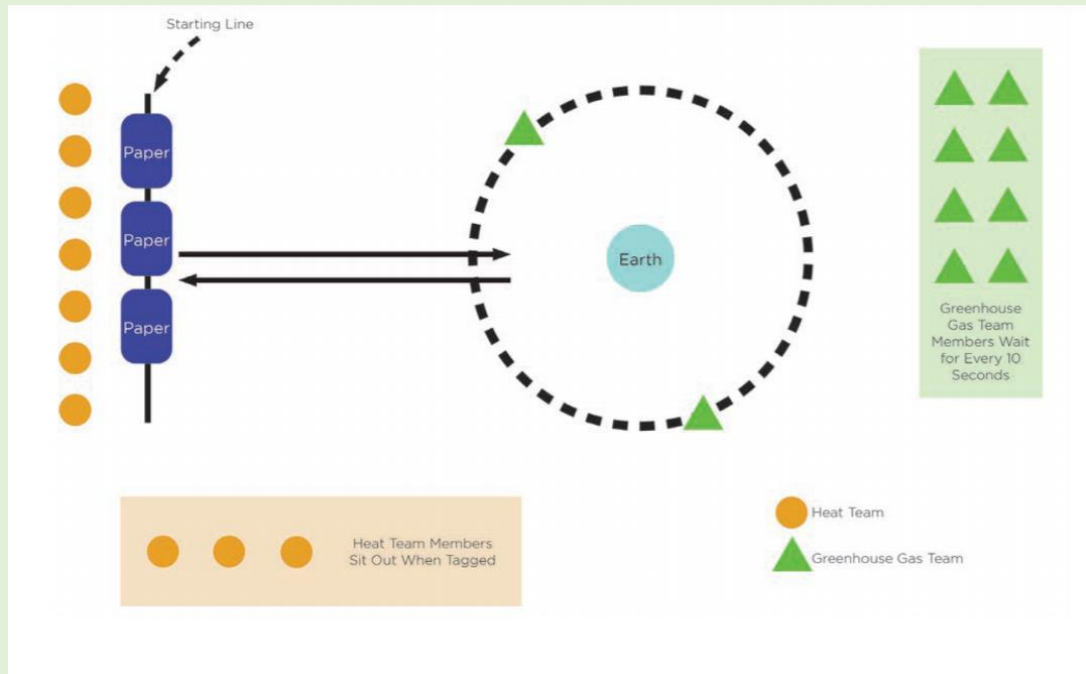 Starting Line
Paper
Paper
Paper
Earth
Greenhouse
Gas Team
Members Wait
for Every 10
Seconds
Heat Team Members
Sit Out When Tagged
Heat Team
Greenhouse Gas Team